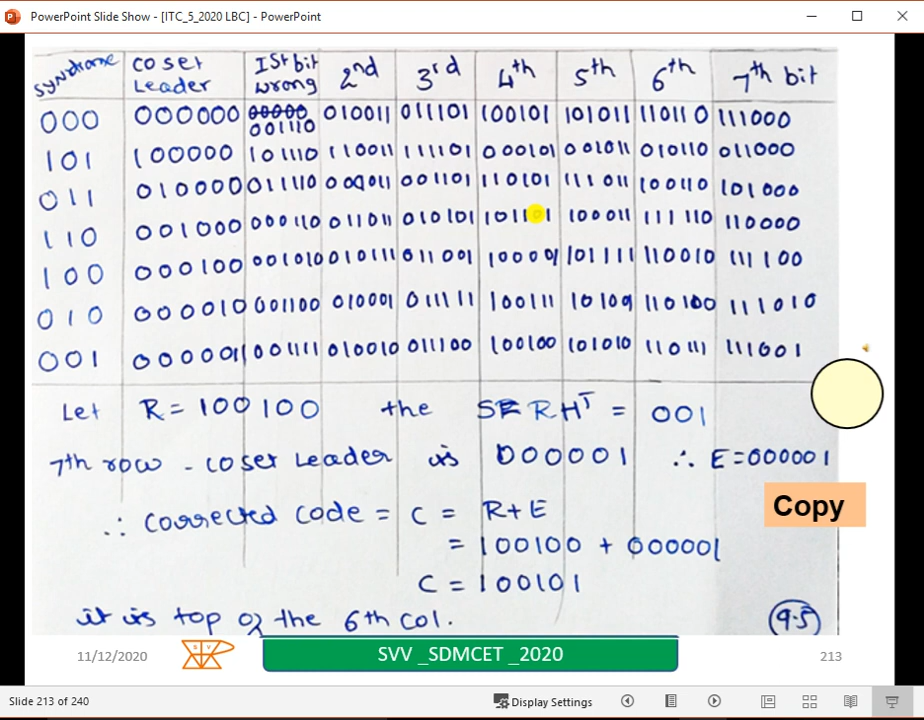 PowerPoint Slide Show - [ITC_5_2020 LBC] - PowerPoint
Syndrome coset Leader Ist bit wrong 2nd 3rd 4th 5th 6th 7th bit
000 000000 00000 001110 010011 011101 100101 101011 110110 111000
101 100000 101110 110011 111101 000101 001011 010110 011000
011 010000 011110 000011 001101 110101 111011 100110 101000
110 001000 000110 011011 010101 101101 100011 111110 110000
100 000100 001010 010111 011001 100001 101111 110010 111100
010 000010 001100 010001 011111 100111 101001 110100 111010
001 000001 001111 010010 011100 100100 101010 110111 111001
Let R = 100100 the S = RHT = 001
7th row - coset Leader is 000001 ∴ E = 000001
Copy
∴ corrected code = C = R+E
= 100100 + 000001
C = 100101
it is top of the 6th col.
9.5
11/12/2020 SVV _SDMCET _2020 213
Slide 213 of 240 Display Settings